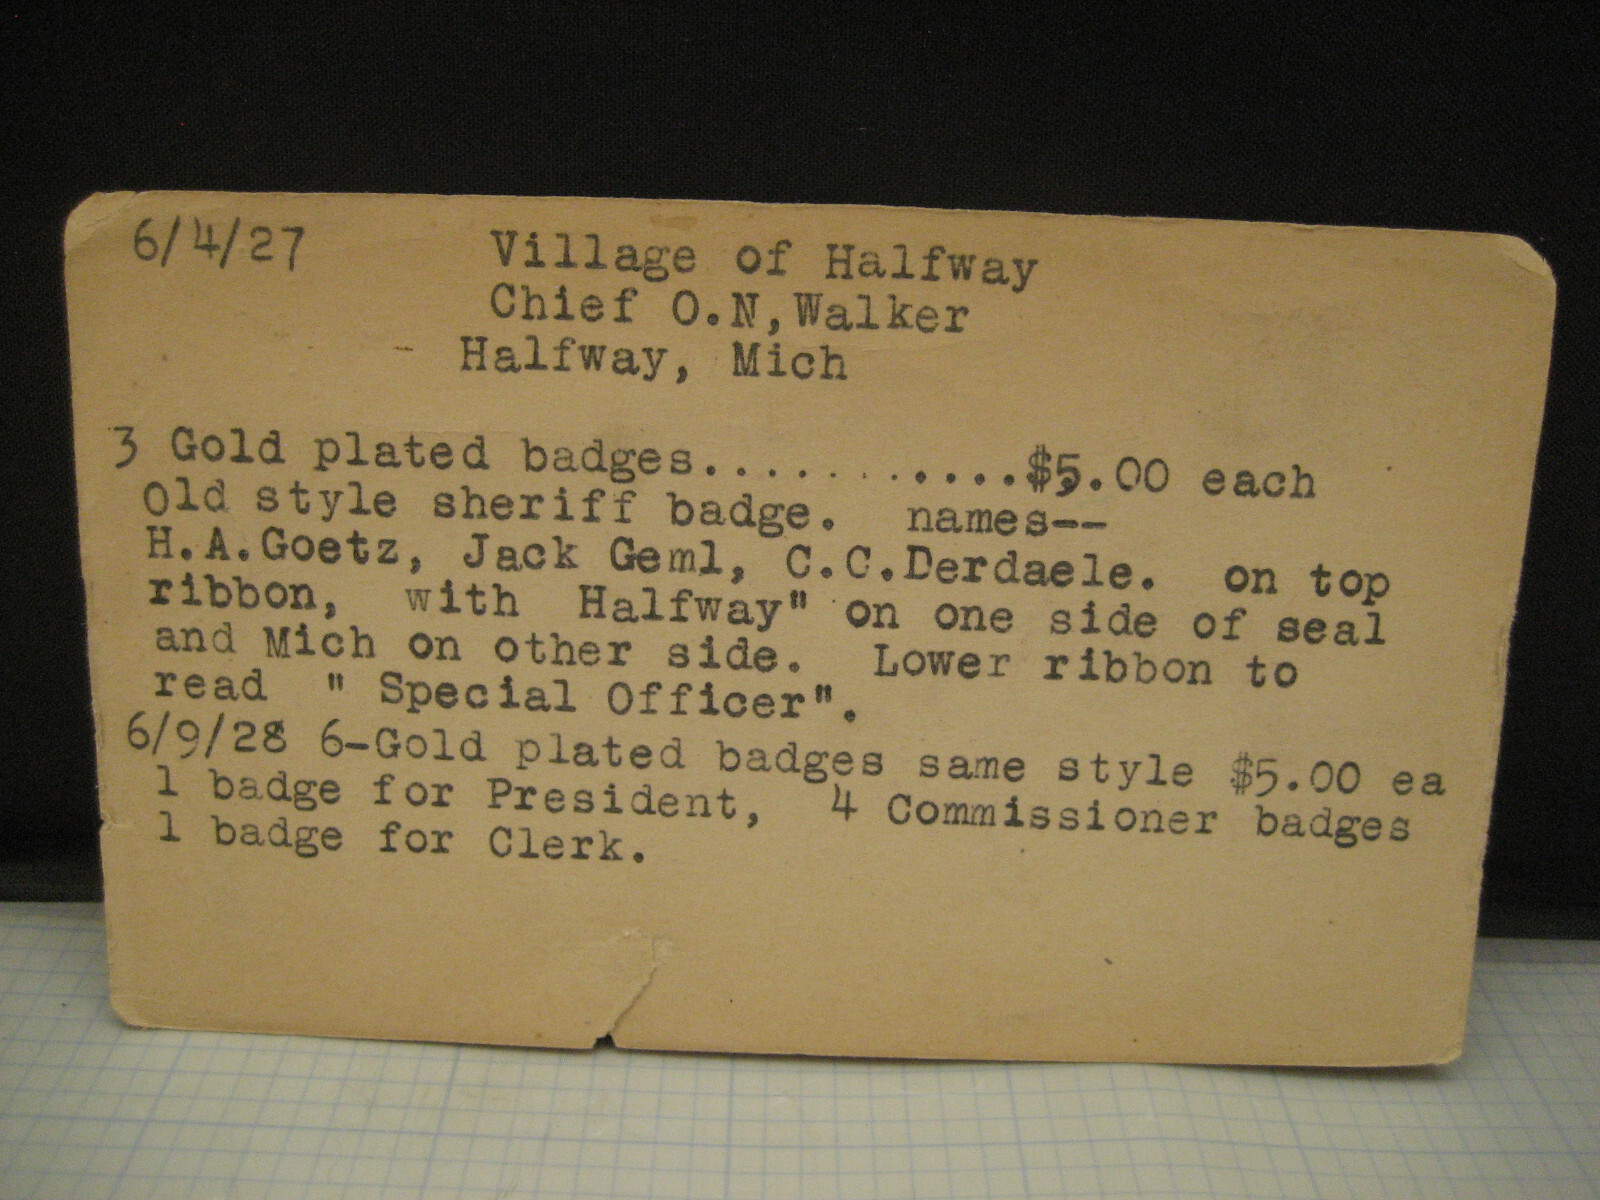 6/4/27 Village of Halfway
Chief O.N,Walker
Halfway, Mich
3 Gold plated badges............$5.00 each
Old style sheriff badge. names--
H.A.Goetz, Jack Geml, C.C.Derdaele. on top
ribbon, with Halfway" on one side of seal
and Mich on other side. Lower ribbon to
read " Special Officer".
6/9/28 6-Gold plated badges same style $5.00 ea
1 badge for President, 4 Commissioner badges
1 badge for Clerk.